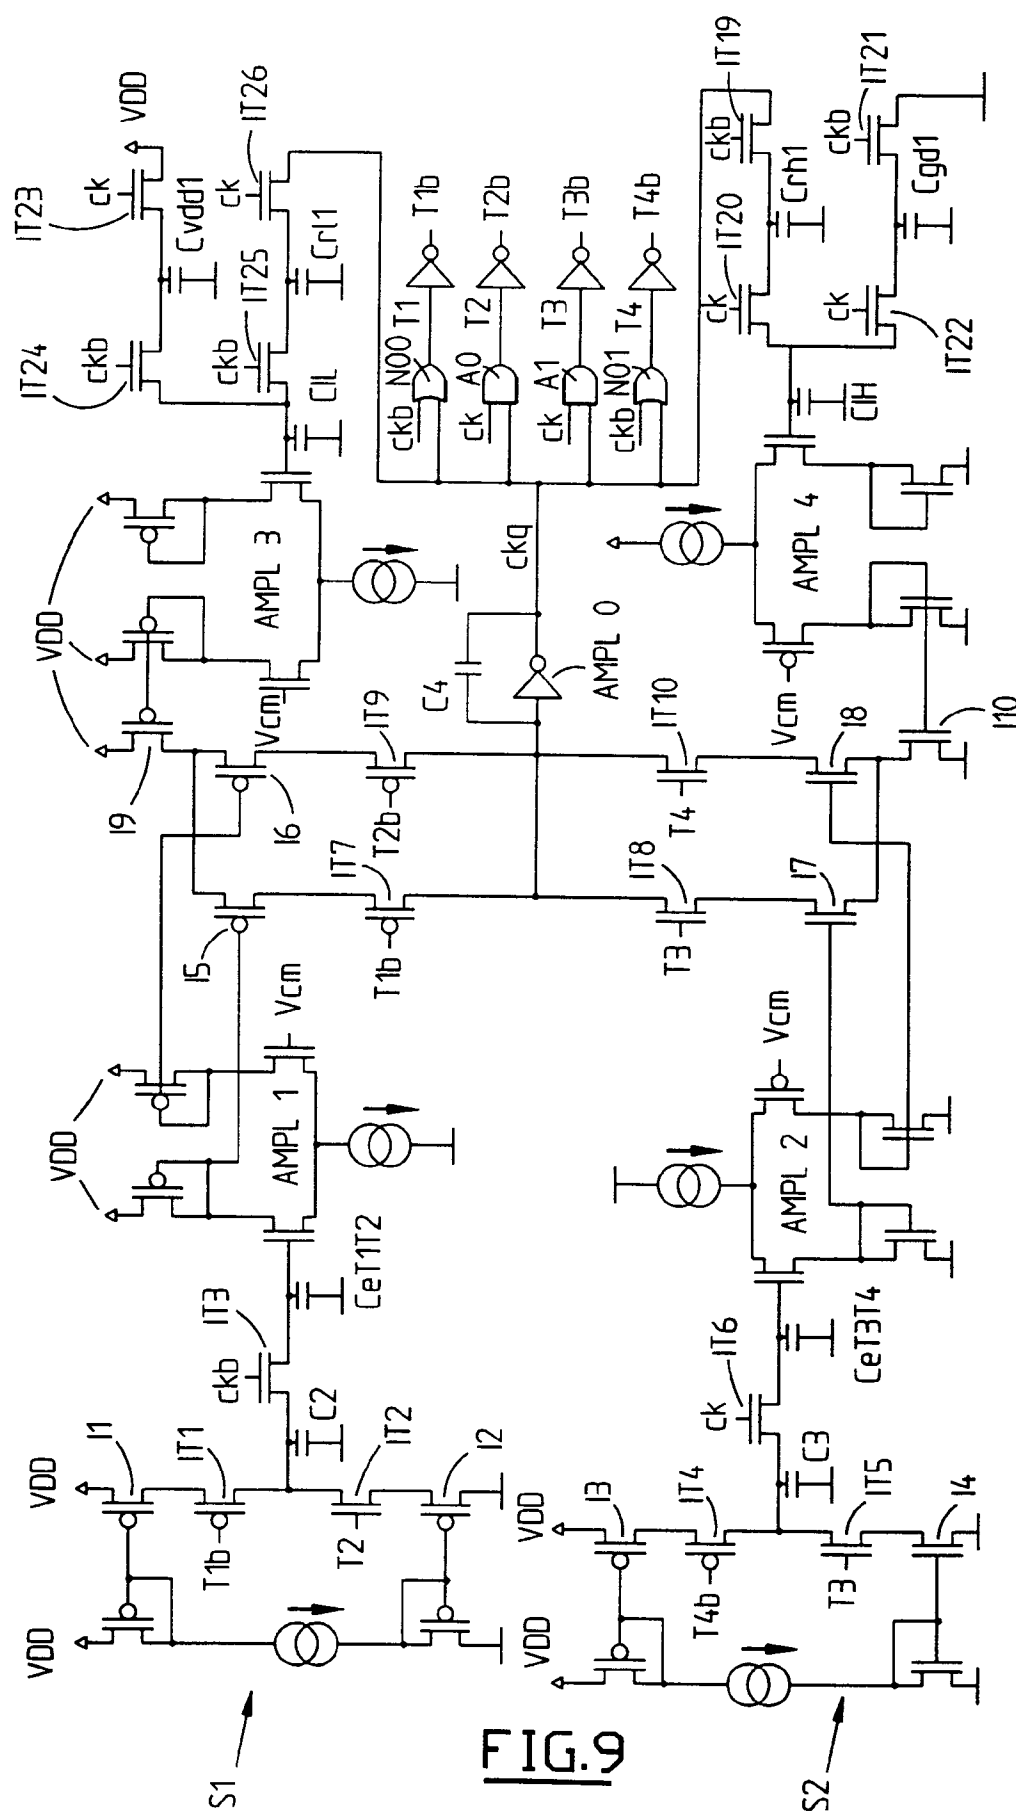 S1
VDD
VDD
I1
T1b
IT1
T2
IT2
I2
C2
ckb
IT3
CeT1T2
VDD
AMPL 1
Vcm
I5
T1b
IT7
I9
I6
T2b
IT9
VDD
Vcm
AMPL 3
CIL
IT24
ckb
ckb
IT25
Cvdd1
Crl1
IT23
ck
VDD
ck
IT26
C4
AMPL 0
ckq
ckb
NO0
T1
T1b
ck
A0
T2
T2b
ck
A1
T3
T3b
ckb
NO1
T4
T4b
S2
VDD
VDD
I3
T4b
IT4
T3
IT5
I4
C3
ck
IT6
CeT3T4
AMPL 2
Vcm
T3
IT8
I7
T4
IT10
I8
I10
Vcm
AMPL 4
CIH
ck
IT20
ck
IT22
Crh1
Cgd1
ckb
IT19
ckb
IT21
FIG.9